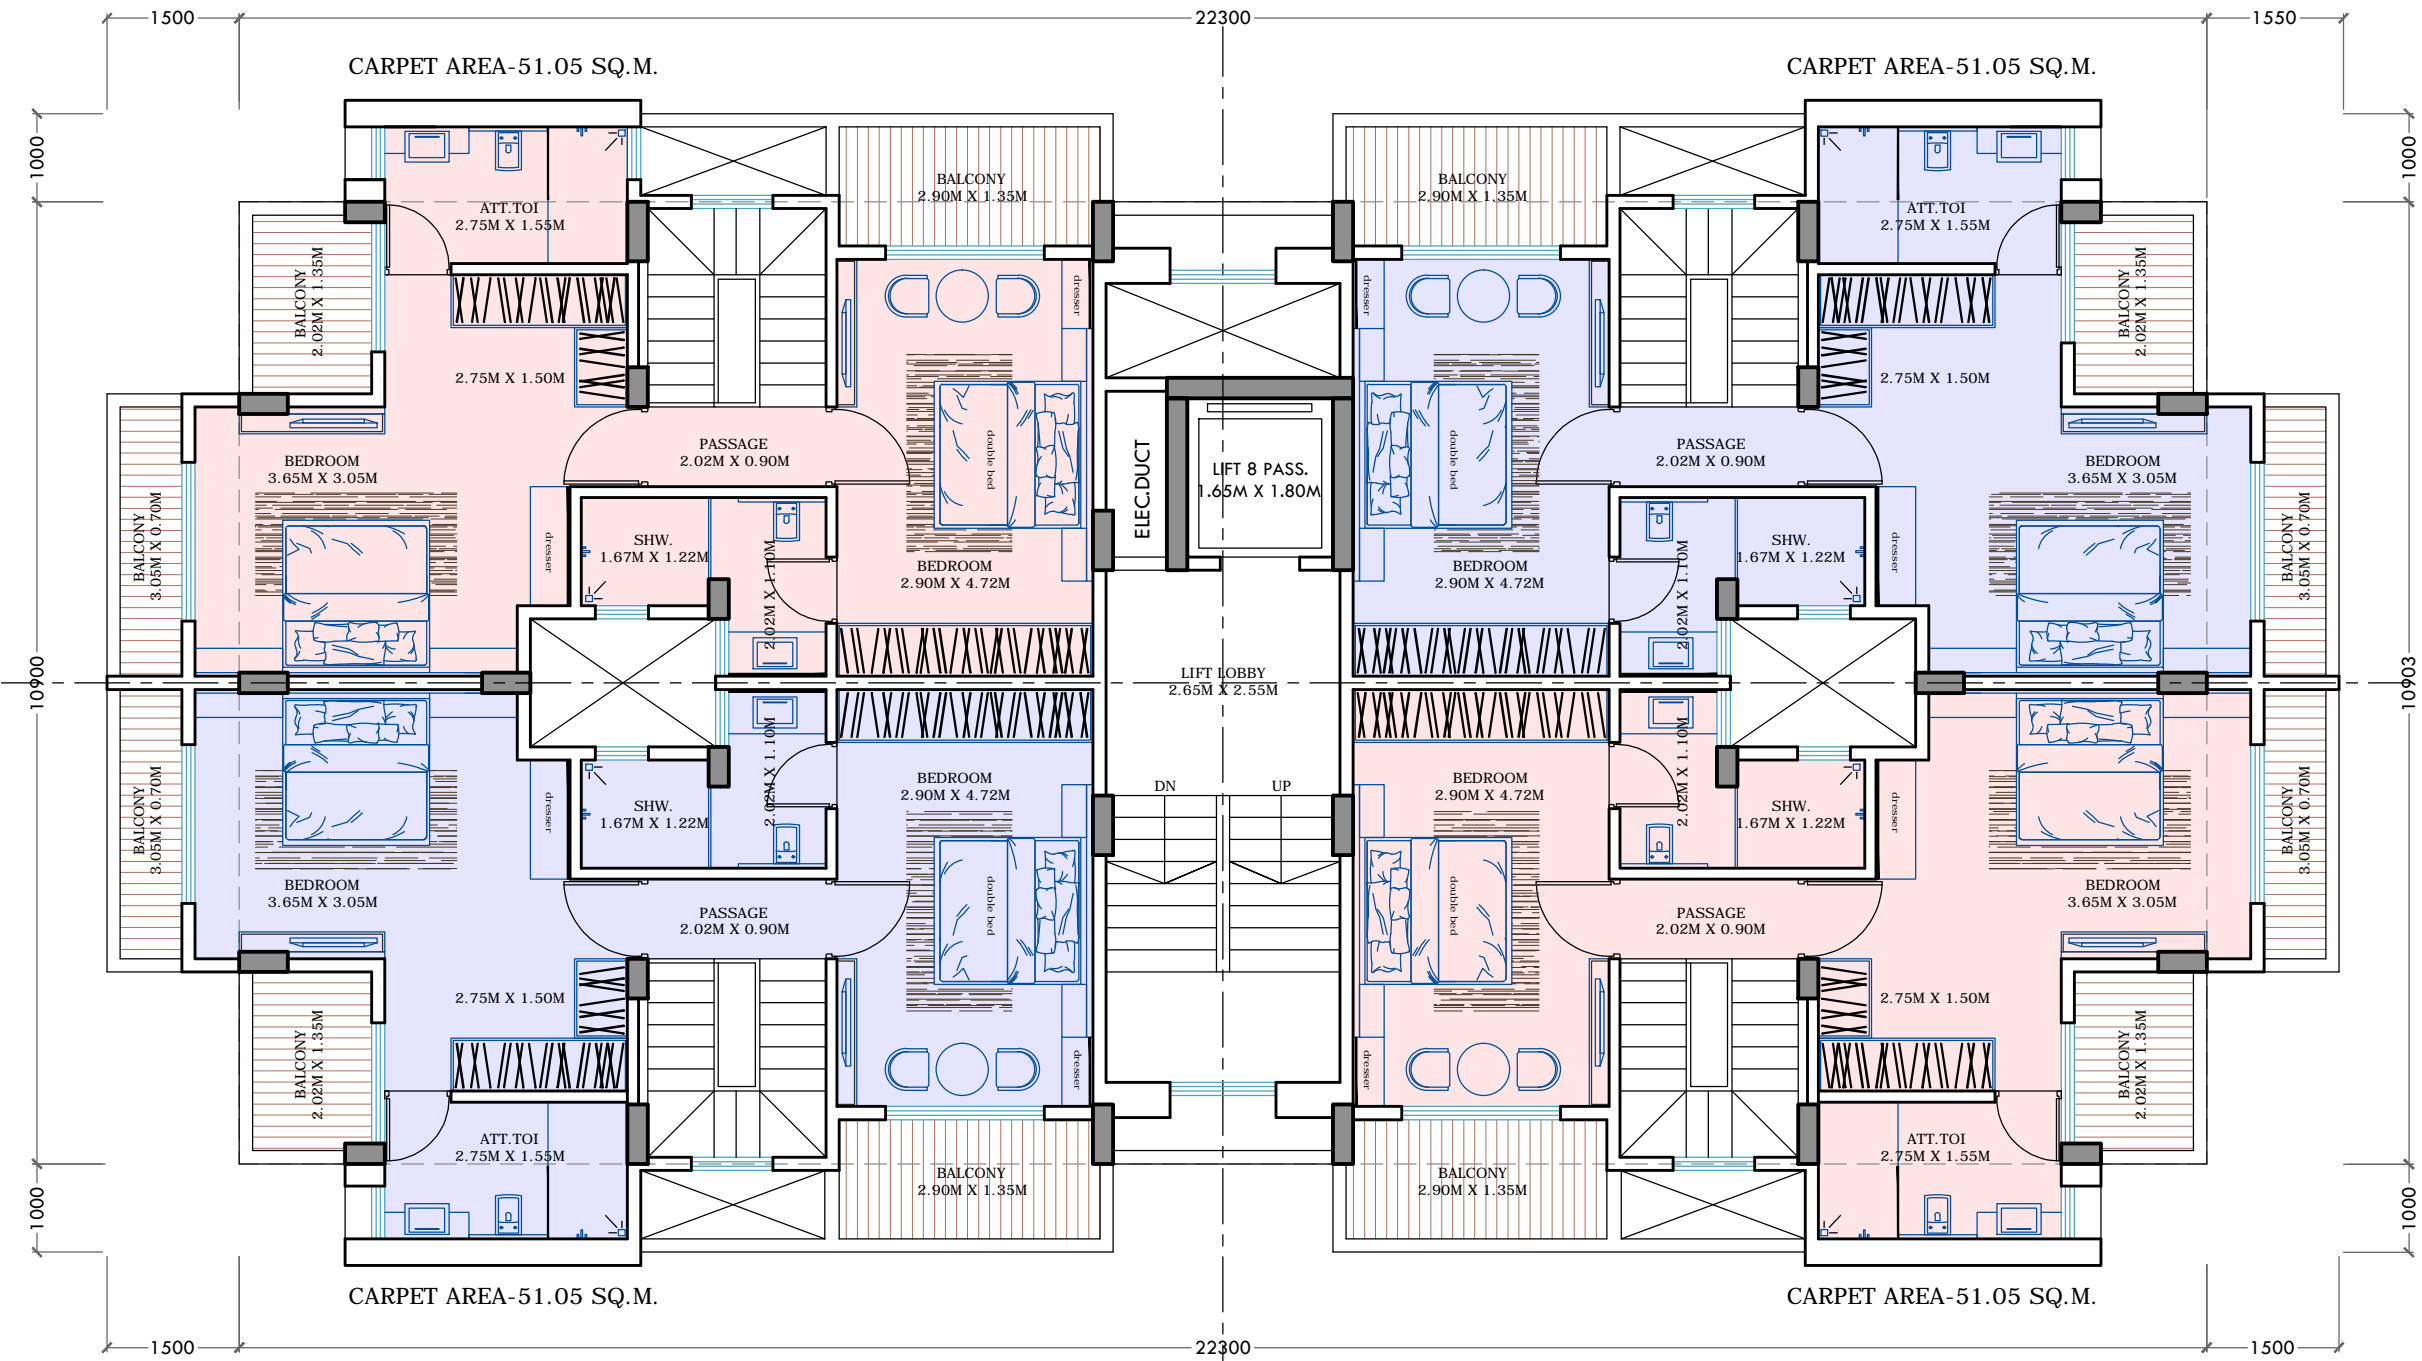 1500
22300
1550
CARPET AREA-51.05 SQ.M.
CARPET AREA-51.05 SQ.M.
1000
1000
BALCONY
2.90M X 1.35M
BALCONY
2.90M X 1.35M
ATT.TOI
2.75M X 1.55M
ATT.TOI
2.75M X 1.55M
BALCONY
2.02M X 1.35M
dresser
dresser
BALCONY
2.02M X 1.35M
2.75M X 1.50M
2.75M X 1.50M
PASSAGE
2.02M X 0.90M
double bed
ELEC.DUCT
LIFT 8 PASS.
1.65M X 1.80M
double bed
PASSAGE
2.02M X 0.90M
BEDROOM
3.65M X 3.05M
BEDROOM
3.65M X 3.05M
BALCONY
3.05M X 0.70M
dresser
SHW.
1.67M X 1.22M
2.02M X 1.10M
BEDROOM
2.90M X 4.72M
BEDROOM
2.90M X 4.72M
2.02M X 1.10M
SHW.
1.67M X 1.22M
dresser
BALCONY
3.05M X 0.70M
10900
LIFT LOBBY
2.65M X 2.55M
10903
BALCONY
3.05M X 0.70M
dresser
SHW.
1.67M X 1.22M
2.02M X 1.10M
BEDROOM
2.90M X 4.72M
DN
UP
BEDROOM
2.90M X 4.72M
2.02M X 1.10M
SHW.
1.67M X 1.22M
dresser
BALCONY
3.05M X 0.70M
BEDROOM
3.65M X 3.05M
BEDROOM
3.65M X 3.05M
PASSAGE
2.02M X 0.90M
double bed
double bed
PASSAGE
2.02M X 0.90M
2.75M X 1.50M
2.75M X 1.50M
BALCONY
2.02M X 1.35M
dresser
dresser
BALCONY
2.02M X 1.35M
ATT.TOI
2.75M X 1.55M
ATT.TOI
2.75M X 1.55M
BALCONY
2.90M X 1.35M
BALCONY
2.90M X 1.35M
1000
1000
CARPET AREA-51.05 SQ.M.
CARPET AREA-51.05 SQ.M.
1500
22300
1500